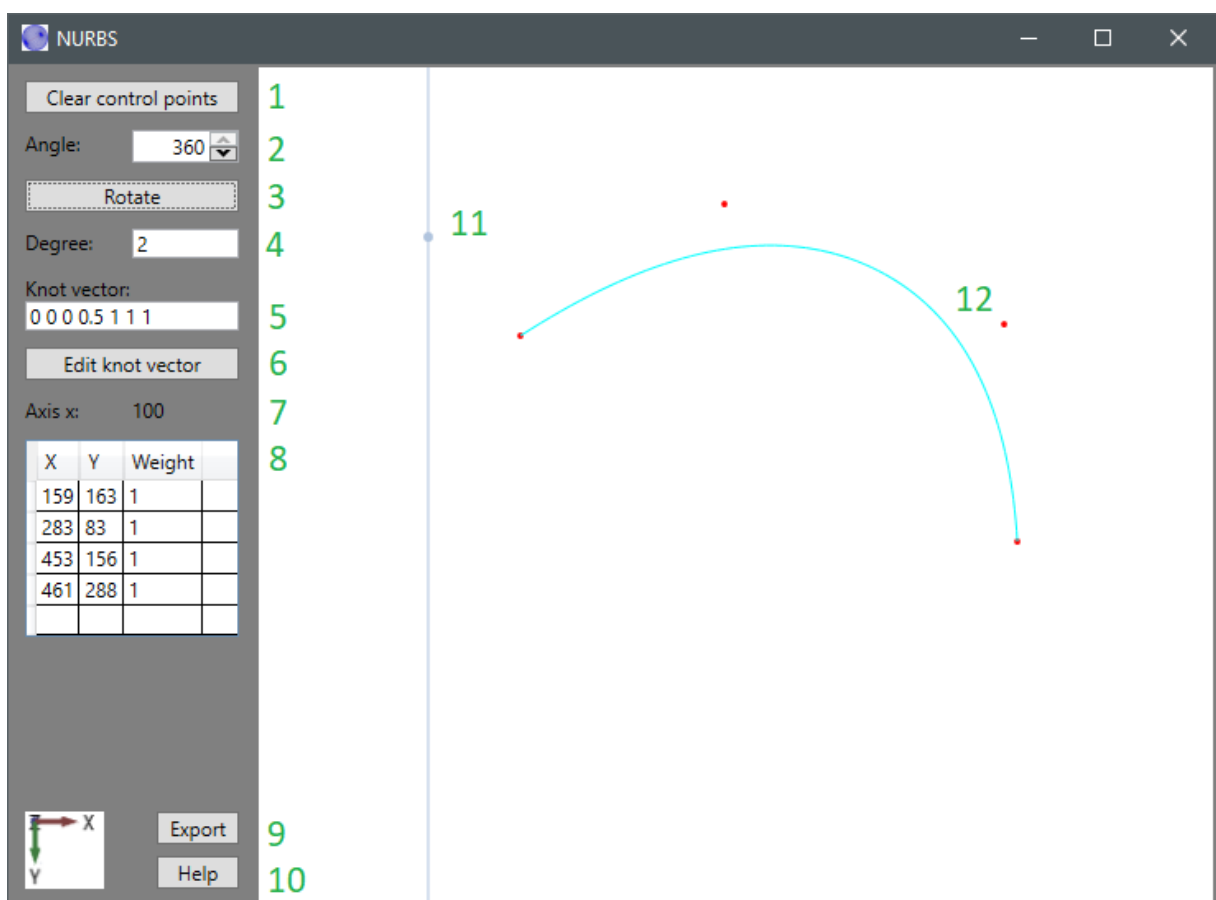 NURBS
Clear control points 1
Angle: 360 2
Rotate 3
11
Degree: 2 4
Knot vector:
12
0 0 0 0.5 1 1 1 5
Edit knot vector 6
Axis x: 100 7
X Y Weight 8
159 163 1
283 83 1
453 156 1
461 288 1
Z X Export 9
Y Help 10